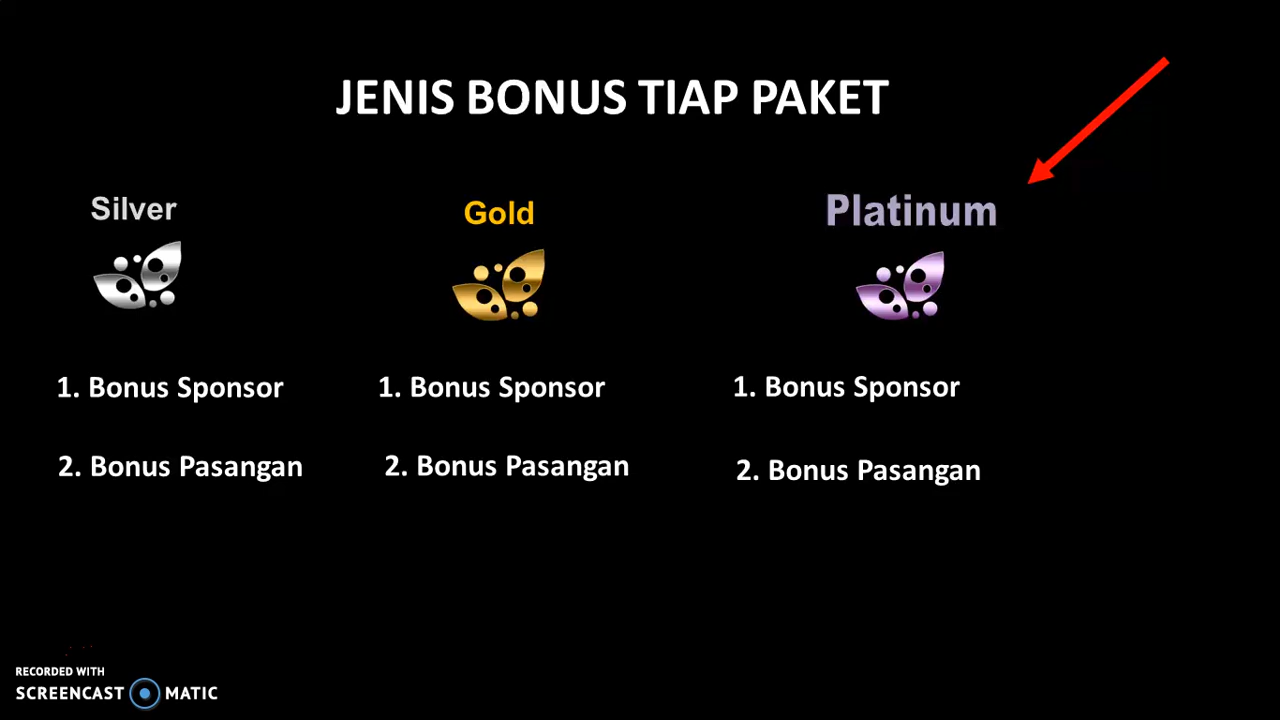 JENIS BONUS TIAP PAKET
Silver
Gold
Platinum
1. Bonus Sponsor
1. Bonus Sponsor
1. Bonus Sponsor
2. Bonus Pasangan
2. Bonus Pasangan
2. Bonus Pasangan
RECORDED WITH
SCREENCAST MATIC